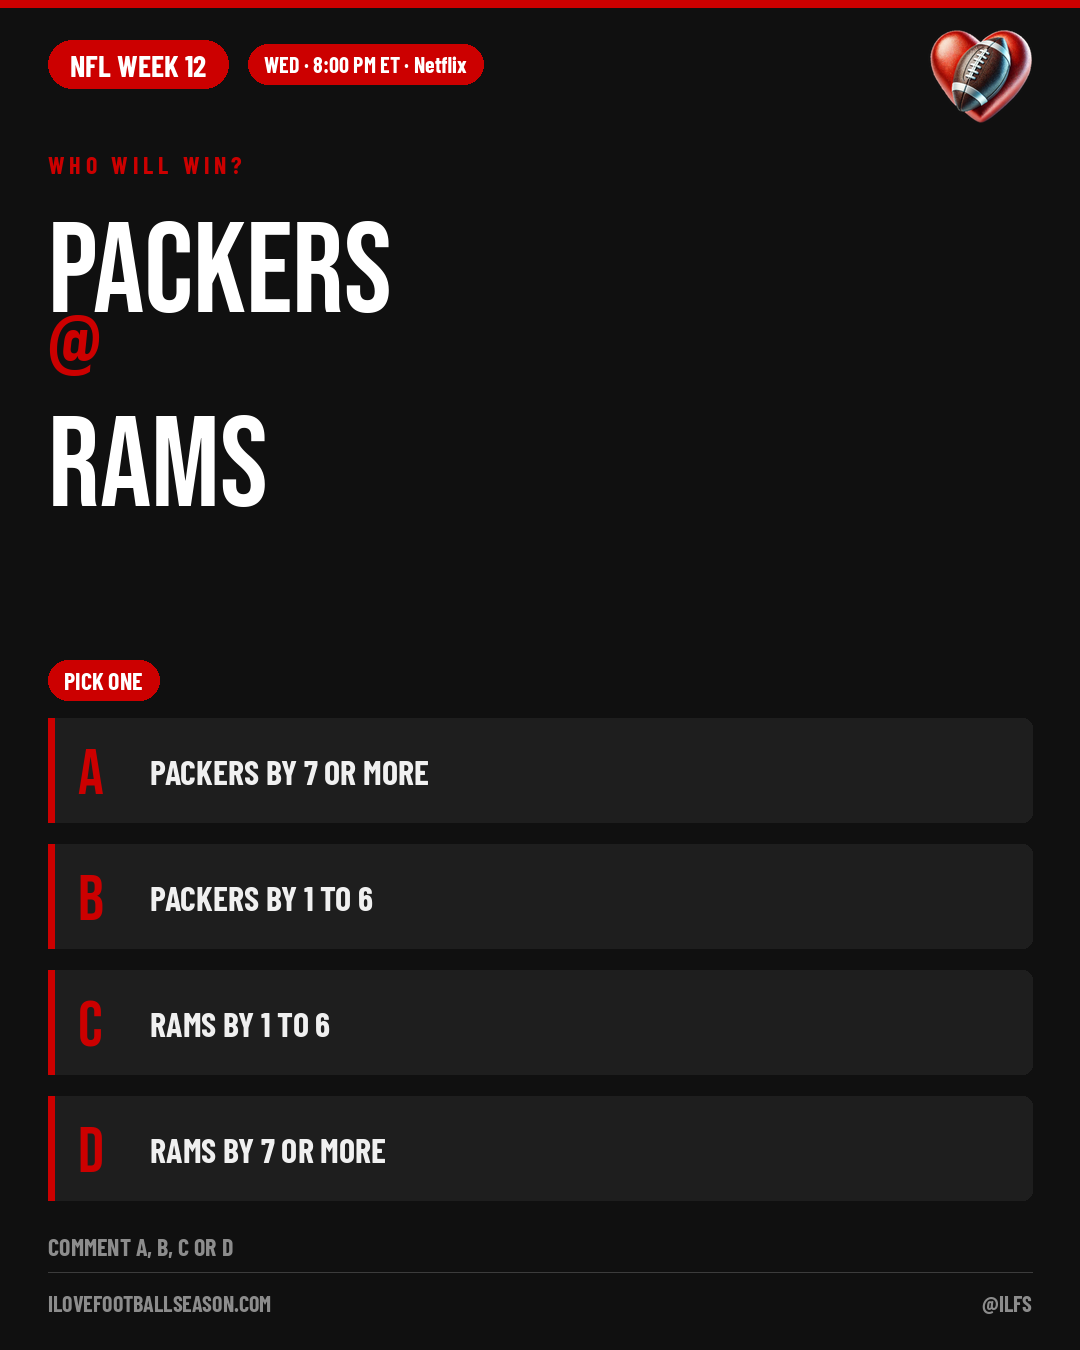 NFL WEEK 12
WED · 8:00 PM ET · Netflix
WHO WILL WIN?
PACKERS
@
RAMS
PICK ONE
A PACKERS BY 7 OR MORE
B PACKERS BY 1 TO 6
C RAMS BY 1 TO 6
D RAMS BY 7 OR MORE
COMMENT A, B, C OR D
ILOVEFOOTBALLSEASON.COM
@ILFS